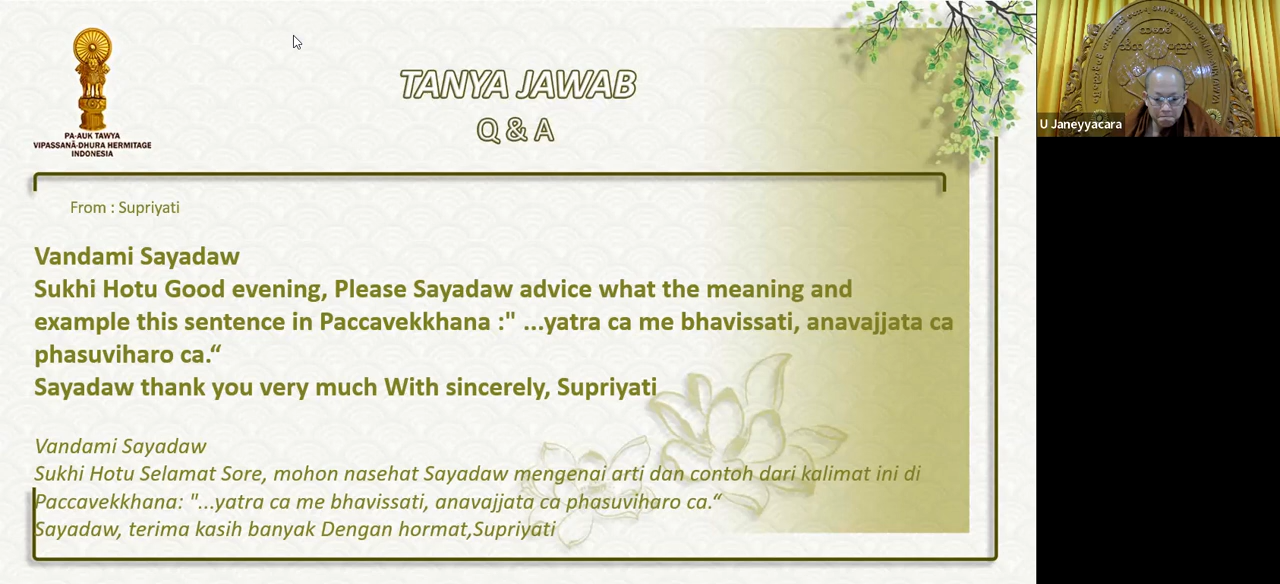 PA-AUK TAWYA
VIPASSANĀ-DHURA HERMITAGE
INDONESIA
TANYA JAWAB
Q & A
From : Supriyati
Vandami Sayadaw
Sukhi Hotu Good evening, Please Sayadaw advice what the meaning and
example this sentence in Paccavekkhana :" ...yatra ca me bhavissati, anavajjata ca
phasuviharo ca.“
Sayadaw thank you very much With sincerely, Supriyati
Vandami Sayadaw
Sukhi Hotu Selamat Sore, mohon nasehat Sayadaw mengenai arti dan contoh dari kalimat ini di
Paccavekkhana: "...yatra ca me bhavissati, anavajjata ca phasuviharo ca.“
Sayadaw, terima kasih banyak Dengan hormat,Supriyati
U Janeyyacara